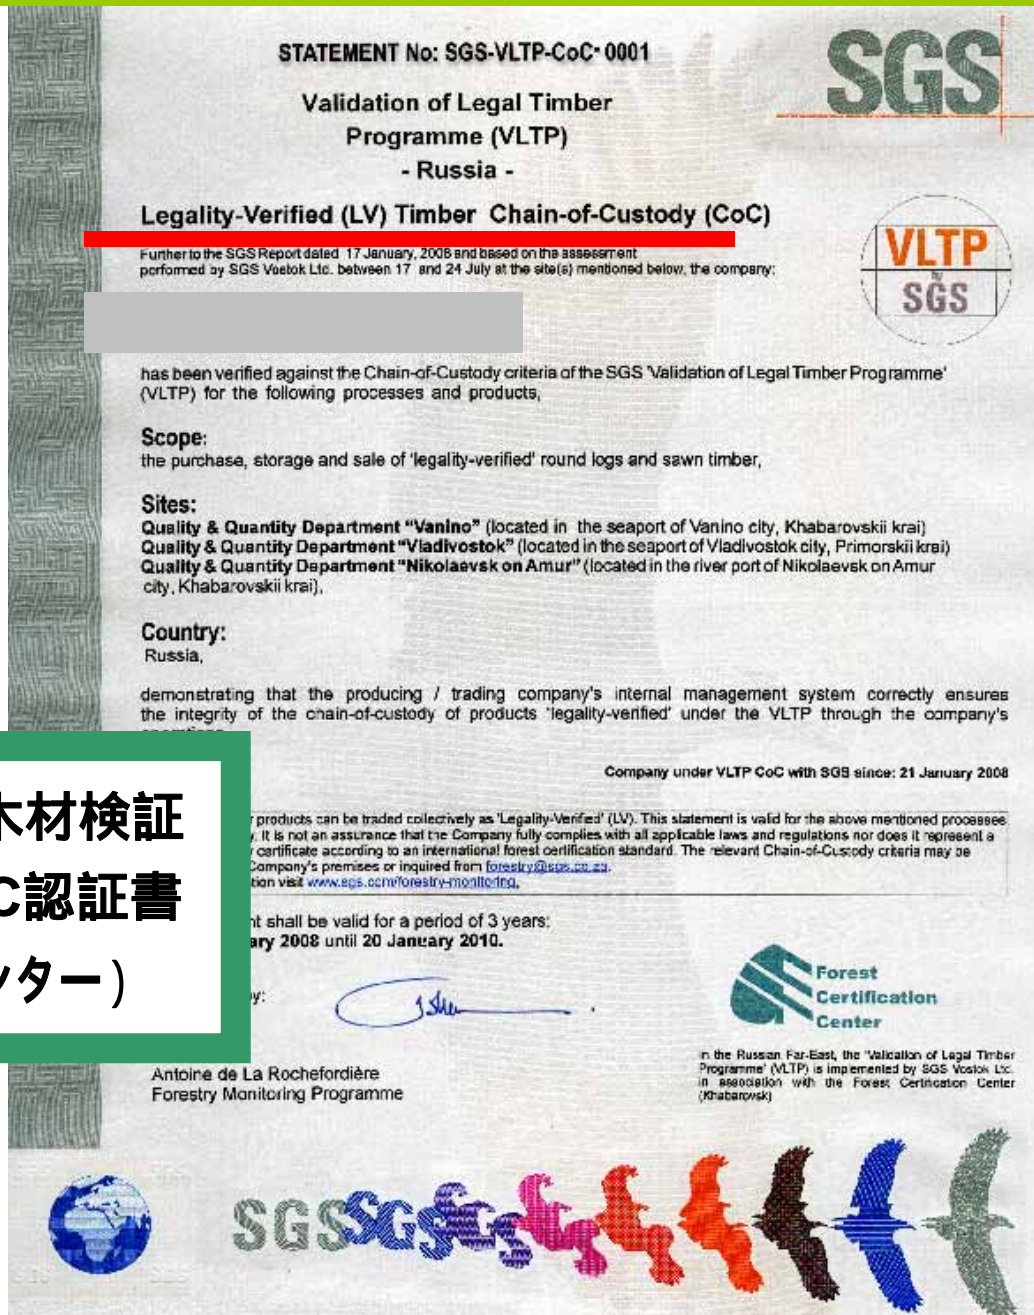 STATEMENT No: SGS-VLTP-CoC-0001
SGS
Validation of Legal Timber
Programme (VLTP)
- Russia -
Legality-Verified (LV) Timber Chain-of-Custody (CoC)
Further to the SGS Report dated 17 January, 2008 and based on the assessment
performed by SGS Vostok Ltd. between 17 and 24 July at the site(s) mentioned below, the company:
VLTP
by
SGS
has been verified against the Chain-of-Custody criteria of the SGS 'Validation of Legal Timber Programme'
(VLTP) for the following processes and products,
Scope:
the purchase, storage and sale of 'legality-verified' round logs and sawn timber,
Sites:
Quality & Quantity Department "Vanino" (located in the seaport of Vanino city, Khabarovskii krai)
Quality & Quantity Department "Vladivostok" (located in the seaport of Vladivostok city, Primorskii krai)
Quality & Quantity Department "Nikolaevsk on Amur" (located in the river port of Nikolaevsk on Amur
city, Khabarovskii krai),
Country:
Russia,
demonstrating that the producing / trading company's internal management system correctly ensures
the integrity of the chain-of-custody of products 'legality-verified' under the VLTP through the company's
Company under VLTP CoC with SGS since: 21 January 2008
木材検証
C認証書
ンター）
products can be traded collectively as 'Legality-Verified' (LV). This statement is valid for the above mentioned processes
. It is not an assurance that the Company fully complies with all applicable laws and regulations nor does it represent a
certificate according to an international forest certification standard. The relevant Chain-of-Custody criteria may be
Company's premises or inquired from forestry@sgs.co.za.
tion visit www.sgs.com/forestry-monitoring.
nt shall be valid for a period of 3 years:
ary 2008 until 20 January 2010.
by:
Antoine de La Rochefordière
Forestry Monitoring Programme
Forest
Certification
Center
In the Russian Far-East, the 'Validation of Legal Timber
Programme' (VLTP) is implemented by SGS Vostok Ltd.
in association with the Forest Certification Center
(Khabarovsk)
SGSSGSSGS